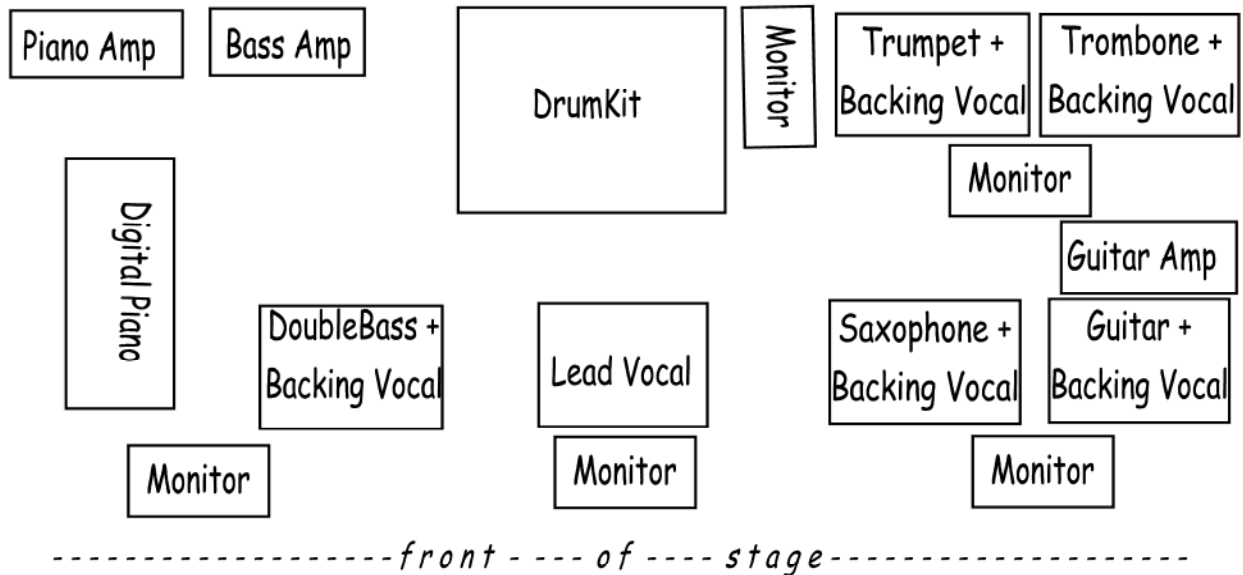 Piano Amp
Bass Amp
DrumKit
Monitor
Trumpet +
Backing Vocal
Trombone +
Backing Vocal
Monitor
Digital Piano
Guitar Amp
DoubleBass +
Backing Vocal
Lead Vocal
Saxophone +
Backing Vocal
Guitar +
Backing Vocal
Monitor
Monitor
Monitor
--------------------front - ---- of ---- stage---------------------